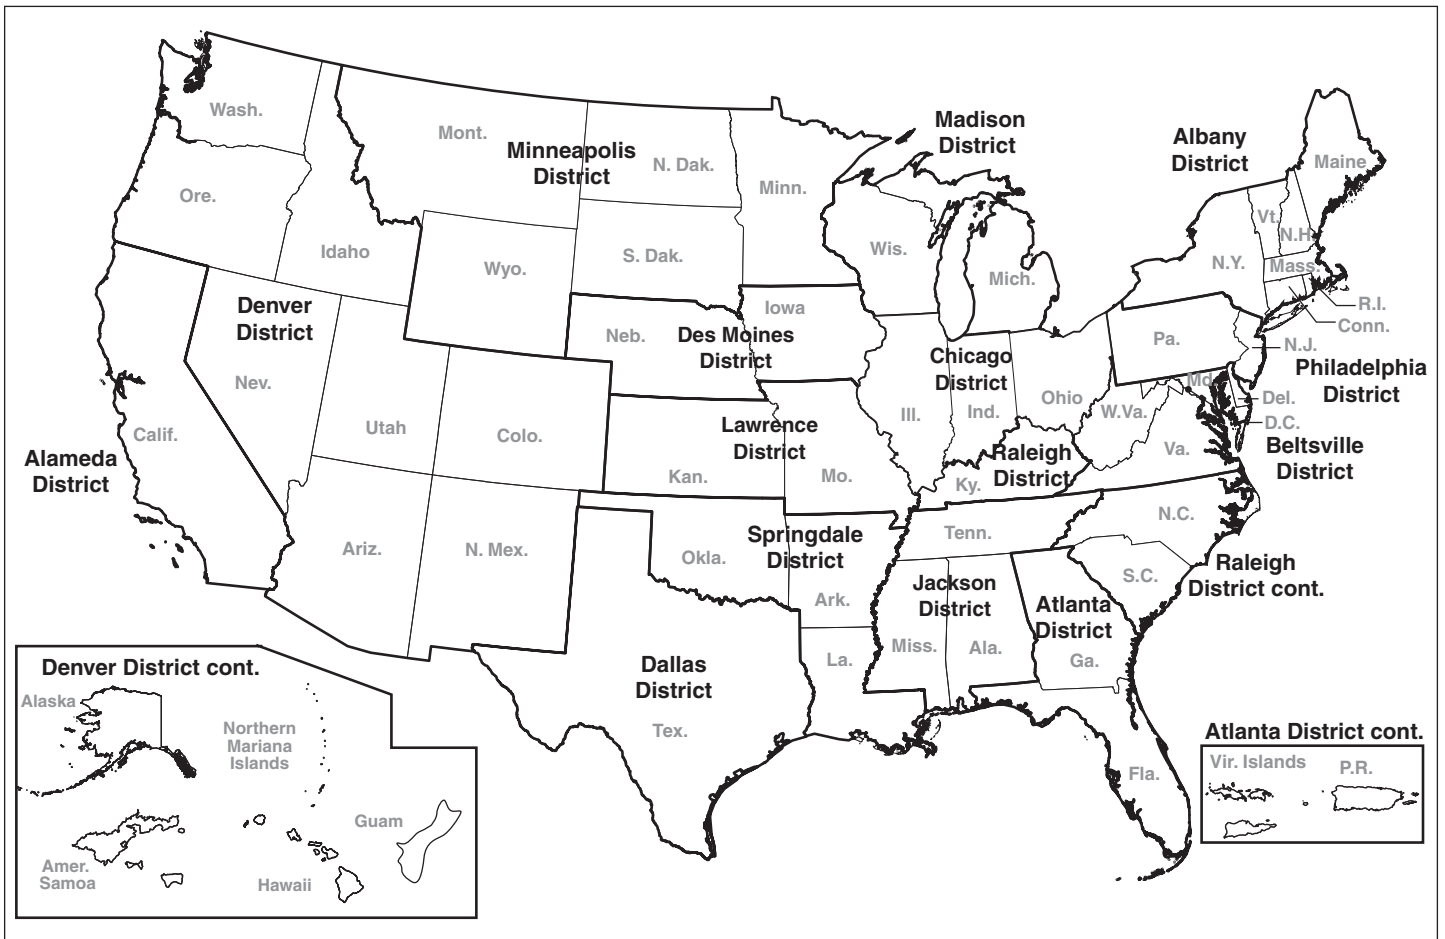 Wash.
Mont.
Minneapolis
District
N. Dak.
Minn.
Madison
District
Albany
District
Maine
Ore.
Idaho
Wyo.
S. Dak.
Wis.
Mich.
Vt.
N.H.
N.Y.
Mass.
R.I.
Conn.
Denver
District
Iowa
Neb.
Des Moines
District
Chicago
District
Pa.
N.J.
Philadelphia
District
Nev.
Utah
Colo.
Calif.
Alameda
District
Lawrence
District
Kan.
Mo.
Ill.
Ind.
Ohio
W.Va.
Md.
Del.
D.C.
Beltsville
District
Va.
Raleigh
District
Ky.
Ariz.
N. Mex.
Okla.
Springdale
District
Ark.
Tenn.
N.C.
S.C.
Raleigh
District cont.
Jackson
District
Atlanta
District
Miss.
Ala.
Ga.
La.
Dallas
District
Tex.
Fla.
Denver District cont.
Alaska
Northern
Mariana
Islands
Guam
Amer.
Samoa
Hawaii
Atlanta District cont.
Vir. Islands
P.R.